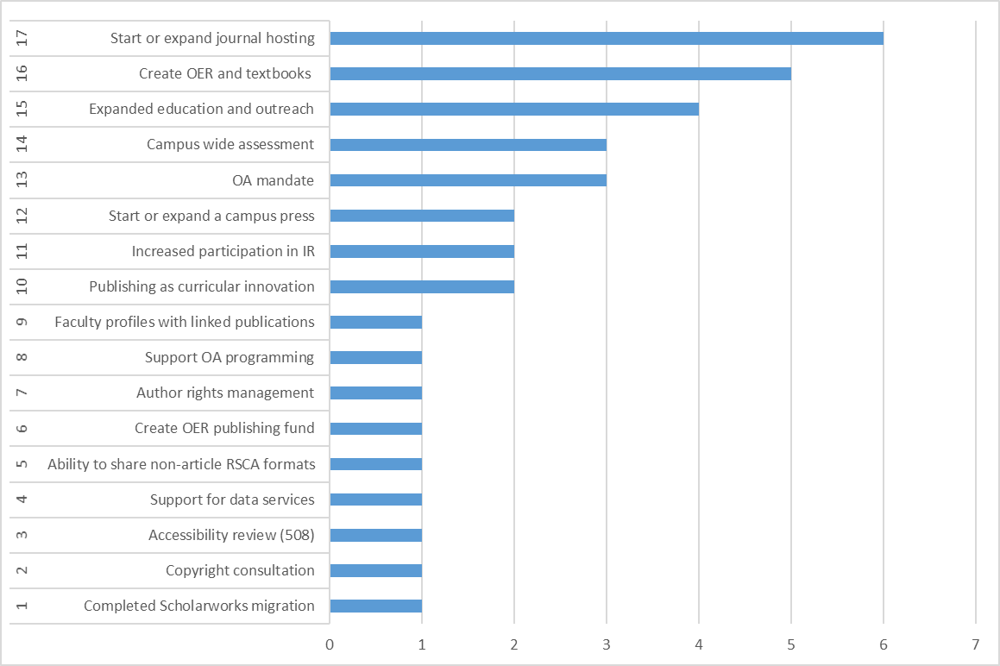 17 Start or expand journal hosting
16 Create OER and textbooks
15 Expanded education and outreach
14 Campus wide assessment
13 OA mandate
12 Start or expand a campus press
11 Increased participation in IR
10 Publishing as curricular innovation
9 Faculty profiles with linked publications
8 Support OA programming
7 Author rights management
6 Create OER publishing fund
5 Ability to share non-article RSCA formats
4 Support for data services
3 Accessibility review (508)
2 Copyright consultation
1 Completed Scholarworks migration
0 1 2 3 4 5 6 7